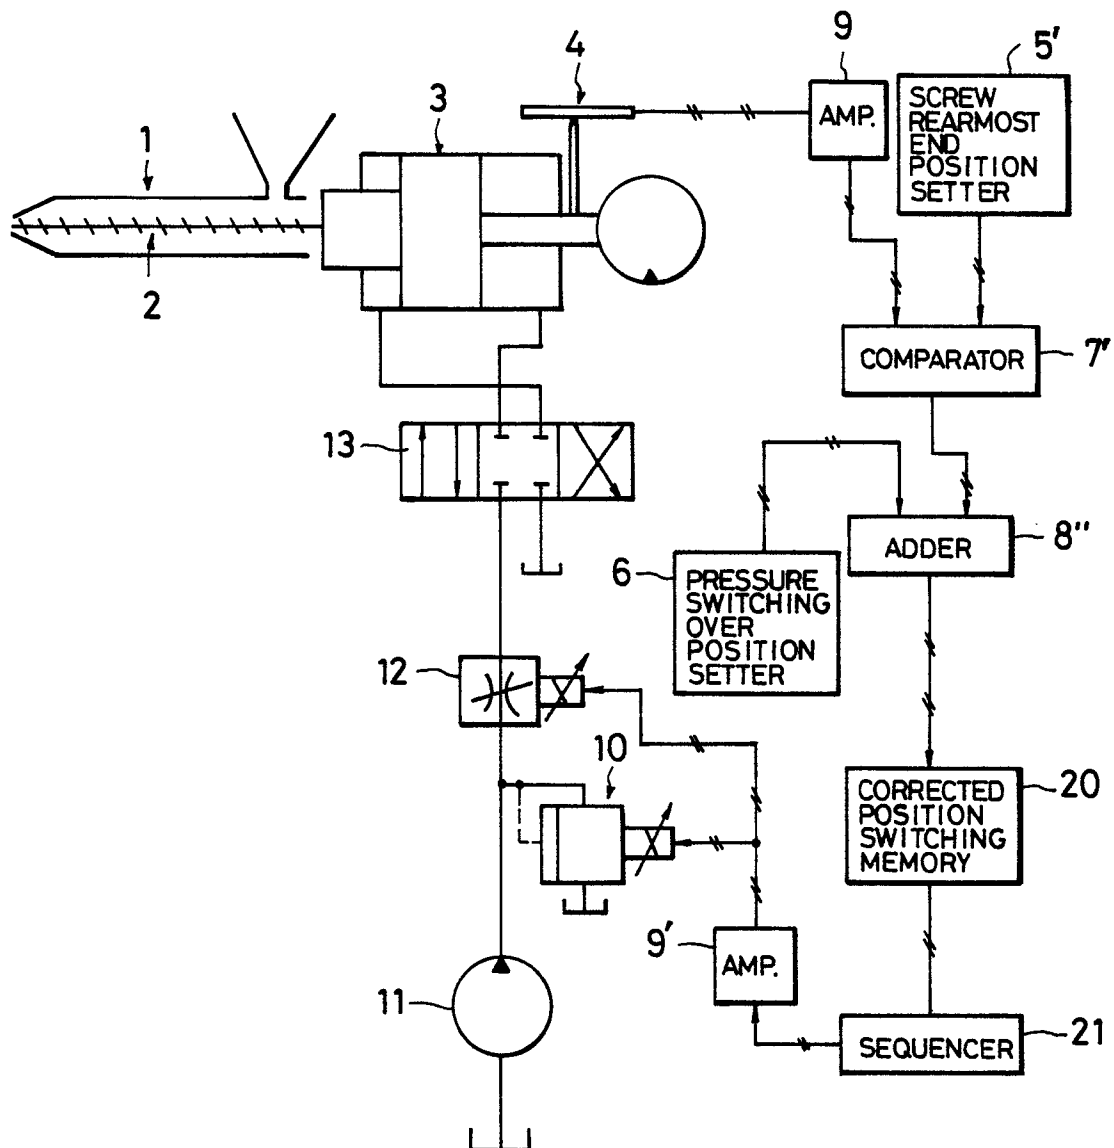 4
9
5'
AMP.
SCREW
REARMOST
END
POSITION
SETTER
3
1
2
COMPARATOR
7'
13
ADDER
8"
6
PRESSURE
SWITCHING
OVER
POSITION
SETTER
12
10
CORRECTED
POSITION
SWITCHING
MEMORY
20
9'
AMP.
11
SEQUENCER
21